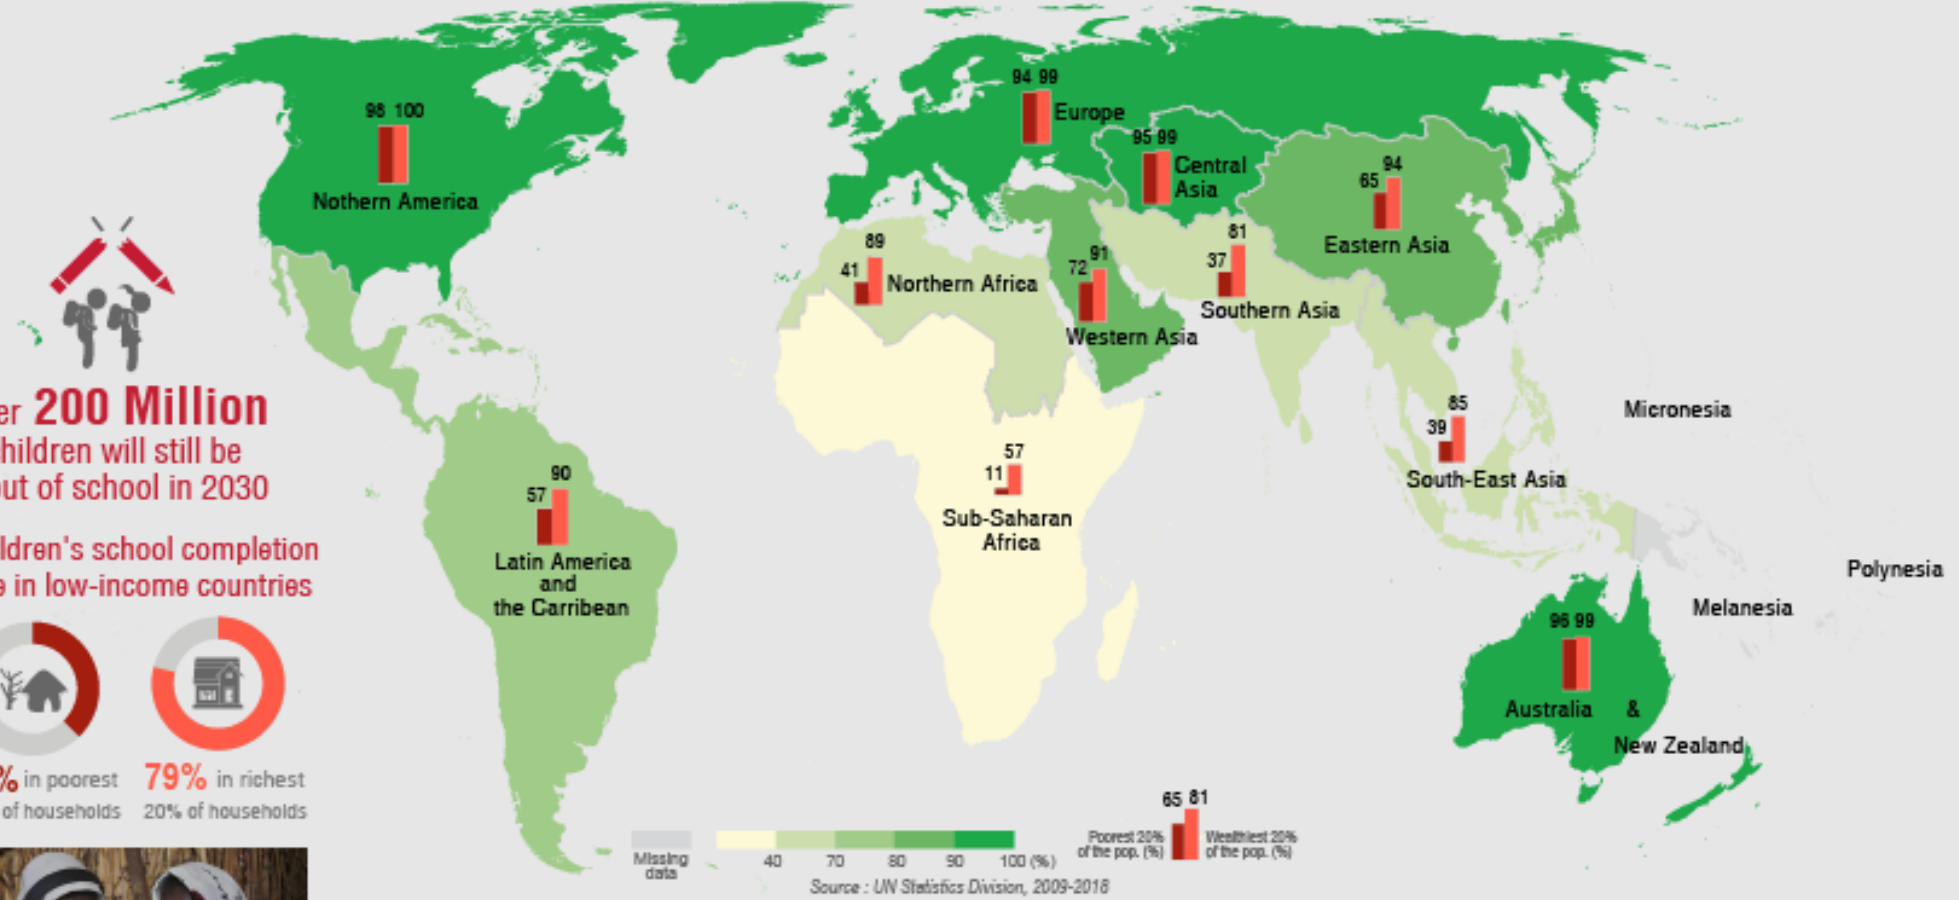 er 200 Million
hildren will still be
out of school in 2030
ldren's school completion
e in low-income countries
% in poorest
of households
79% in richest
20% of households
98 100
Nothern America
57 90
Latin America
and
the Carribean
94 99
Europe
95 99
Central
Asia
65 94
Eastern Asia
41 89
Northern Africa
72 91
Western Asia
37 81
Southern Asia
39 85
South-East Asia
11 57
Sub-Saharan
Africa
Micronesia
Polynesia
Melanesia
96 99
Australia &
New Zealand
Missing
data
40 70 80 90 100 (%)
65 81
Poorest 20%
of the pop. (%)
Wealthiest 20%
of the pop. (%)
Source : UN Statistics Division, 2009-2018